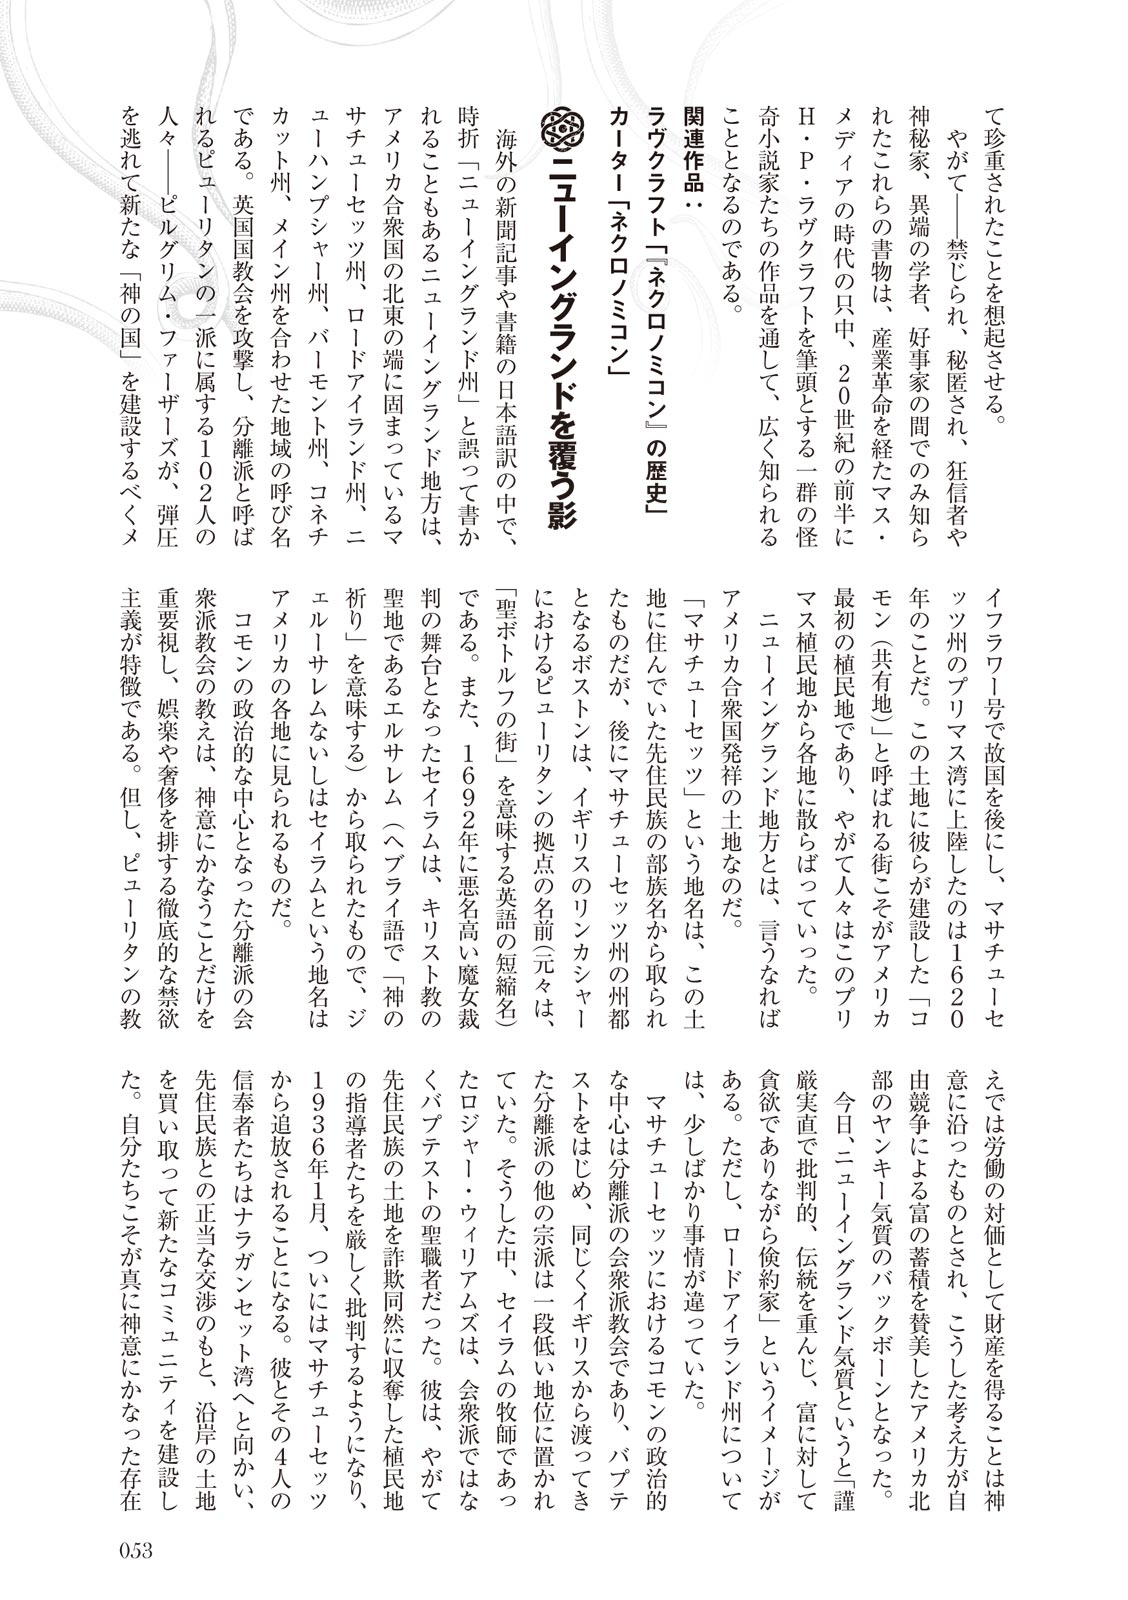 て珍重されたことを想起させる。
　やがて――禁じられ、秘匿され、狂信者や
神秘家、異端の学者、好事家の間でのみ知ら
れたこれらの書物は、産業革命を経たマス・
メディアの時代の只中、20世紀の前半に
H・P・ラヴクラフトを筆頭とする一群の怪
奇小説家たちの作品を通して、広く知られる
こととなるのである。
関連作品：
ラヴクラフト「『ネクロノミコン』の歴史」
カーター「ネクロノミコン」
ニューイングランドを覆う影
　海外の新聞記事や書籍の日本語訳の中で、
時折「ニューイングランド州」と誤って書か
れることもあるニューイングランド地方は、
アメリカ合衆国の北東の端に固まっているマ
サチューセッツ州、ロードアイランド州、ニ
ューハンプシャー州、バーモント州、コネチ
カット州、メイン州を合わせた地域の呼び名
である。英国国教会を攻撃し、分離派と呼ば
れるピューリタンの一派に属する102人の
人々――ピルグリム・ファーザーズが、弾圧
を逃れて新たな「神の国」を建設するべくメ
イフラワー号で故国を後にし、マサチューセ
ッツ州のプリマス湾に上陸したのは1620
年のことだ。この土地に彼らが建設した「コ
モン（共有地）」と呼ばれる街こそがアメリカ
最初の植民地であり、やがて人々はこのプリ
マス植民地から各地に散らばっていった。
　ニューイングランド地方とは、言うなれば
アメリカ合衆国発祥の土地なのだ。
「マサチューセッツ」という地名は、この土
地に住んでいた先住民族の部族名から取られ
たものだが、後にマサチューセッツ州の州都
となるボストンは、イギリスのリンカシャー
におけるピューリタンの拠点の名前（元々は、
「聖ボトルフの街」を意味する英語の短縮名）
である。また、1692年に悪名高い魔女裁
判の舞台となったセイラムは、キリスト教の
聖地であるエルサレム（ヘブライ語で「神の
祈り」を意味する）から取られたもので、ジ
ェルーサレムないしはセイラムという地名は
アメリカの各地に見られるものだ。
　コモンの政治的な中心となった分離派の会
衆派教会の教えは、神意にかなうことだけを
重要視し、娯楽や奢侈を排する徹底的な禁欲
主義が特徴である。但し、ピューリタンの教
えでは労働の対価として財産を得ることは神
意に沿ったものとされ、こうした考え方が自
由競争による富の蓄積を賛美したアメリカ北
部のヤンキー気質のバックボーンとなった。
　今日、ニューイングランド気質というと「謹
厳実直で批判的、伝統を重んじ、富に対して
貪欲でありながら倹約家」というイメージが
ある。ただし、ロードアイランド州について
は、少しばかり事情が違っていた。
　マサチューセッツにおけるコモンの政治的
な中心は分離派の会衆派教会であり、バプテ
ストをはじめ、同じくイギリスから渡ってき
た分離派の他の宗派は一段低い地位に置かれ
ていた。そうした中、セイラムの牧師であっ
たロジャー・ウィリアムズは、会衆派ではな
くバプテストの聖職者だった。彼は、やがて
先住民族の土地を詐欺同然に収奪した植民地
の指導者たちを厳しく批判するようになり、
1936年1月、ついにはマサチューセッツ
から追放されることになる。彼とその4人の
信奉者たちはナラガンセット湾へと向かい、
先住民族との正当な交渉のもと、沿岸の土地
を買い取って新たなコミュニティを建設し
た。自分たちこそが真に神意にかなった存在
053